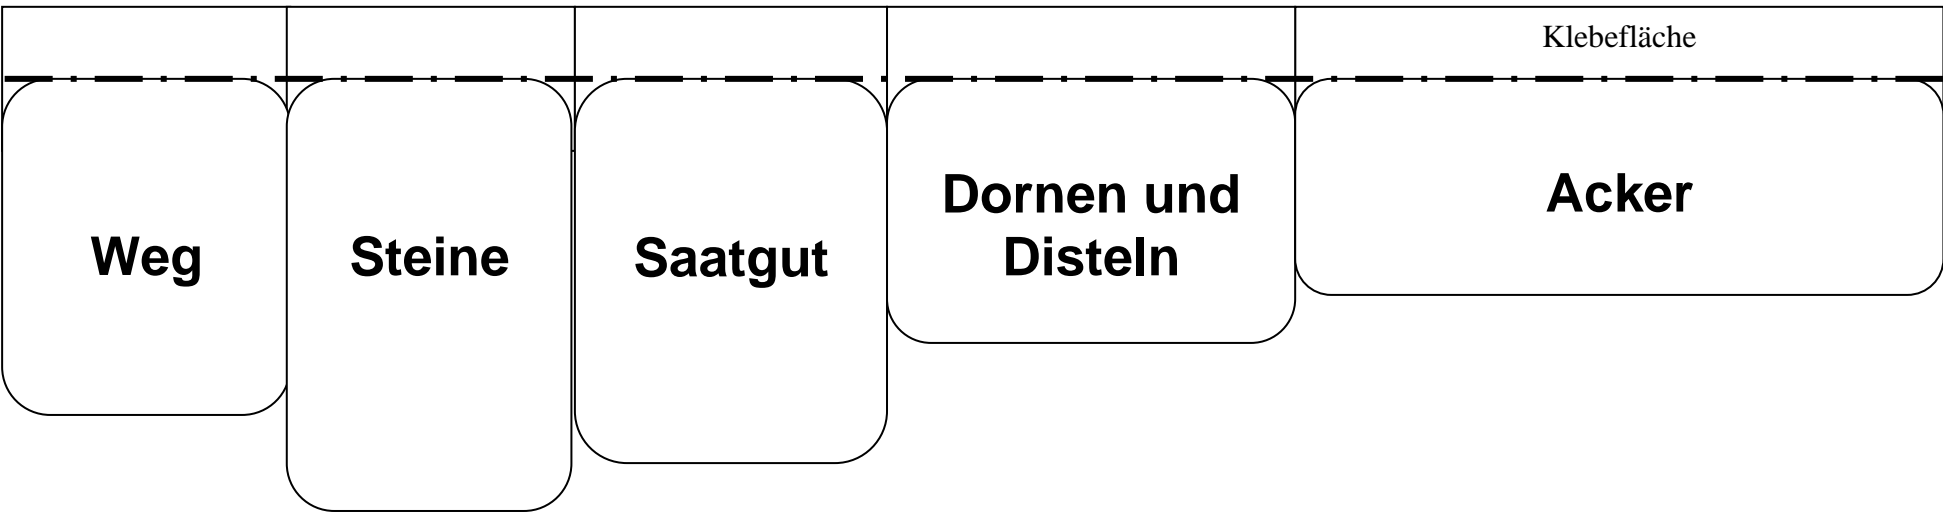 Klebefläche
Weg
Steine
Saatgut
Dornen und
Disteln
Acker